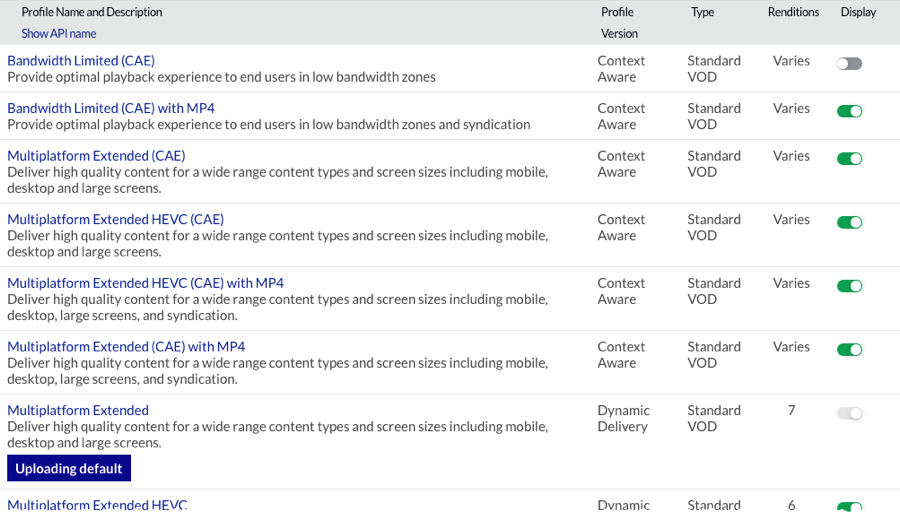 Profile Name and Description Profile Type Renditions Display
Show API name Version
Bandwidth Limited (CAE) Context Standard Varies
Provide optimal playback experience to end users in low bandwidth zones Aware VOD
Bandwidth Limited (CAE) with MP4 Context Standard Varies
Provide optimal playback experience to end users in low bandwidth zones and syndication Aware VOD
Multiplatform Extended (CAE) Context Standard Varies
Deliver high quality content for a wide range content types and screen sizes including mobile, Aware VOD
desktop and large screens.
Multiplatform Extended HEVC (CAE) Context Standard Varies
Deliver high quality content for a wide range content types and screen sizes including mobile, Aware VOD
desktop and large screens.
Multiplatform Extended HEVC (CAE) with MP4 Context Standard Varies
Deliver high quality content for a wide range content types and screen sizes including mobile, Aware VOD
desktop, large screens, and syndication.
Multiplatform Extended (CAE) with MP4 Context Standard Varies
Deliver high quality content for a wide range content types and screen sizes including mobile, Aware VOD
desktop, large screens, and syndication.
Multiplatform Extended Dynamic Standard 7
Deliver high quality content for a wide range content types and screen sizes including mobile, Delivery VOD
desktop and large screens.
Uploading default
Multiplatform Extended HEVC Dynamic Standard 6